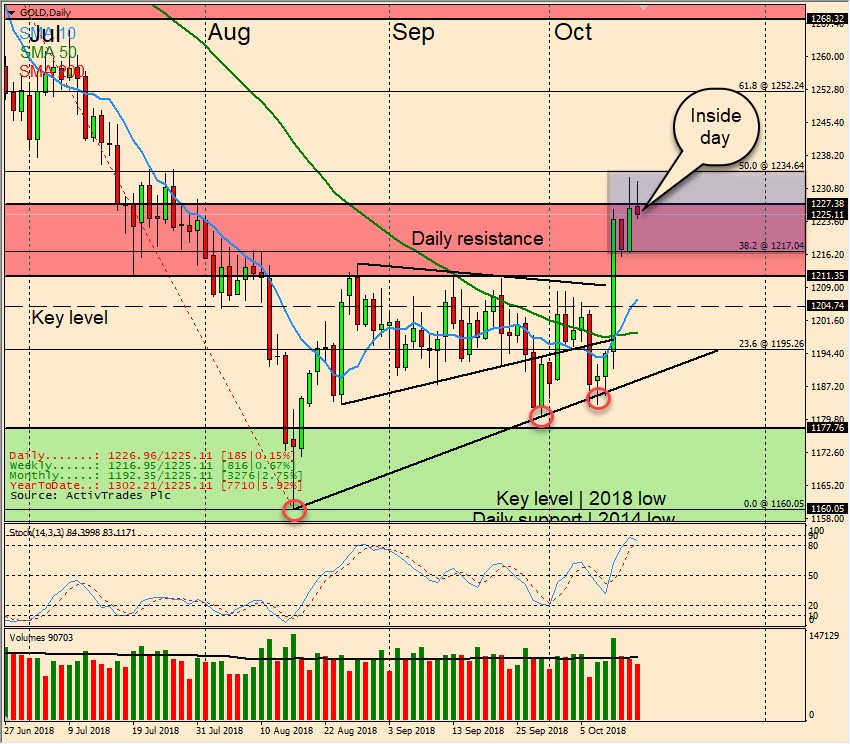 GOLD,Daily
SMA 10
Jul
SMA 50
SMA 200
Aug
Sep
Oct
Inside
day
61.8 @ 1252.24
50.0 @ 1234.64
38.2 @ 1217.04
23.6 @ 1195.26
0.0 @ 1160.05
Daily resistance
Key level
Daily......: 1226.96/1225.11 [185|0.15%]
Weekly.....: 1216.95/1225.11 [816|0.67%]
Monthly....: 1192.35/1225.11 [3276|2.75%]
YearToDate..: 1302.21/1225.11 [7710|5.92%]
Source: ActivTrades Plc
Key level | 2018 low
Daily support | 2014 low
1268.32
1260.00
1252.80
1245.40
1238.20
1230.80
1227.38
1225.11
1223.60
1216.20
1211.35
1209.00
1204.74
1201.60
1194.40
1187.20
1179.80
1177.76
1172.60
1165.20
1160.05
1158.00
Stoch(14,3,3) 84.3998 83.1171
100
90
80
50
20
10
0
Volumes 90703
147129
0
27 Jun 2018
9 Jul 2018
19 Jul 2018
31 Jul 2018
10 Aug 2018
22 Aug 2018
3 Sep 2018
13 Sep 2018
25 Sep 2018
5 Oct 2018